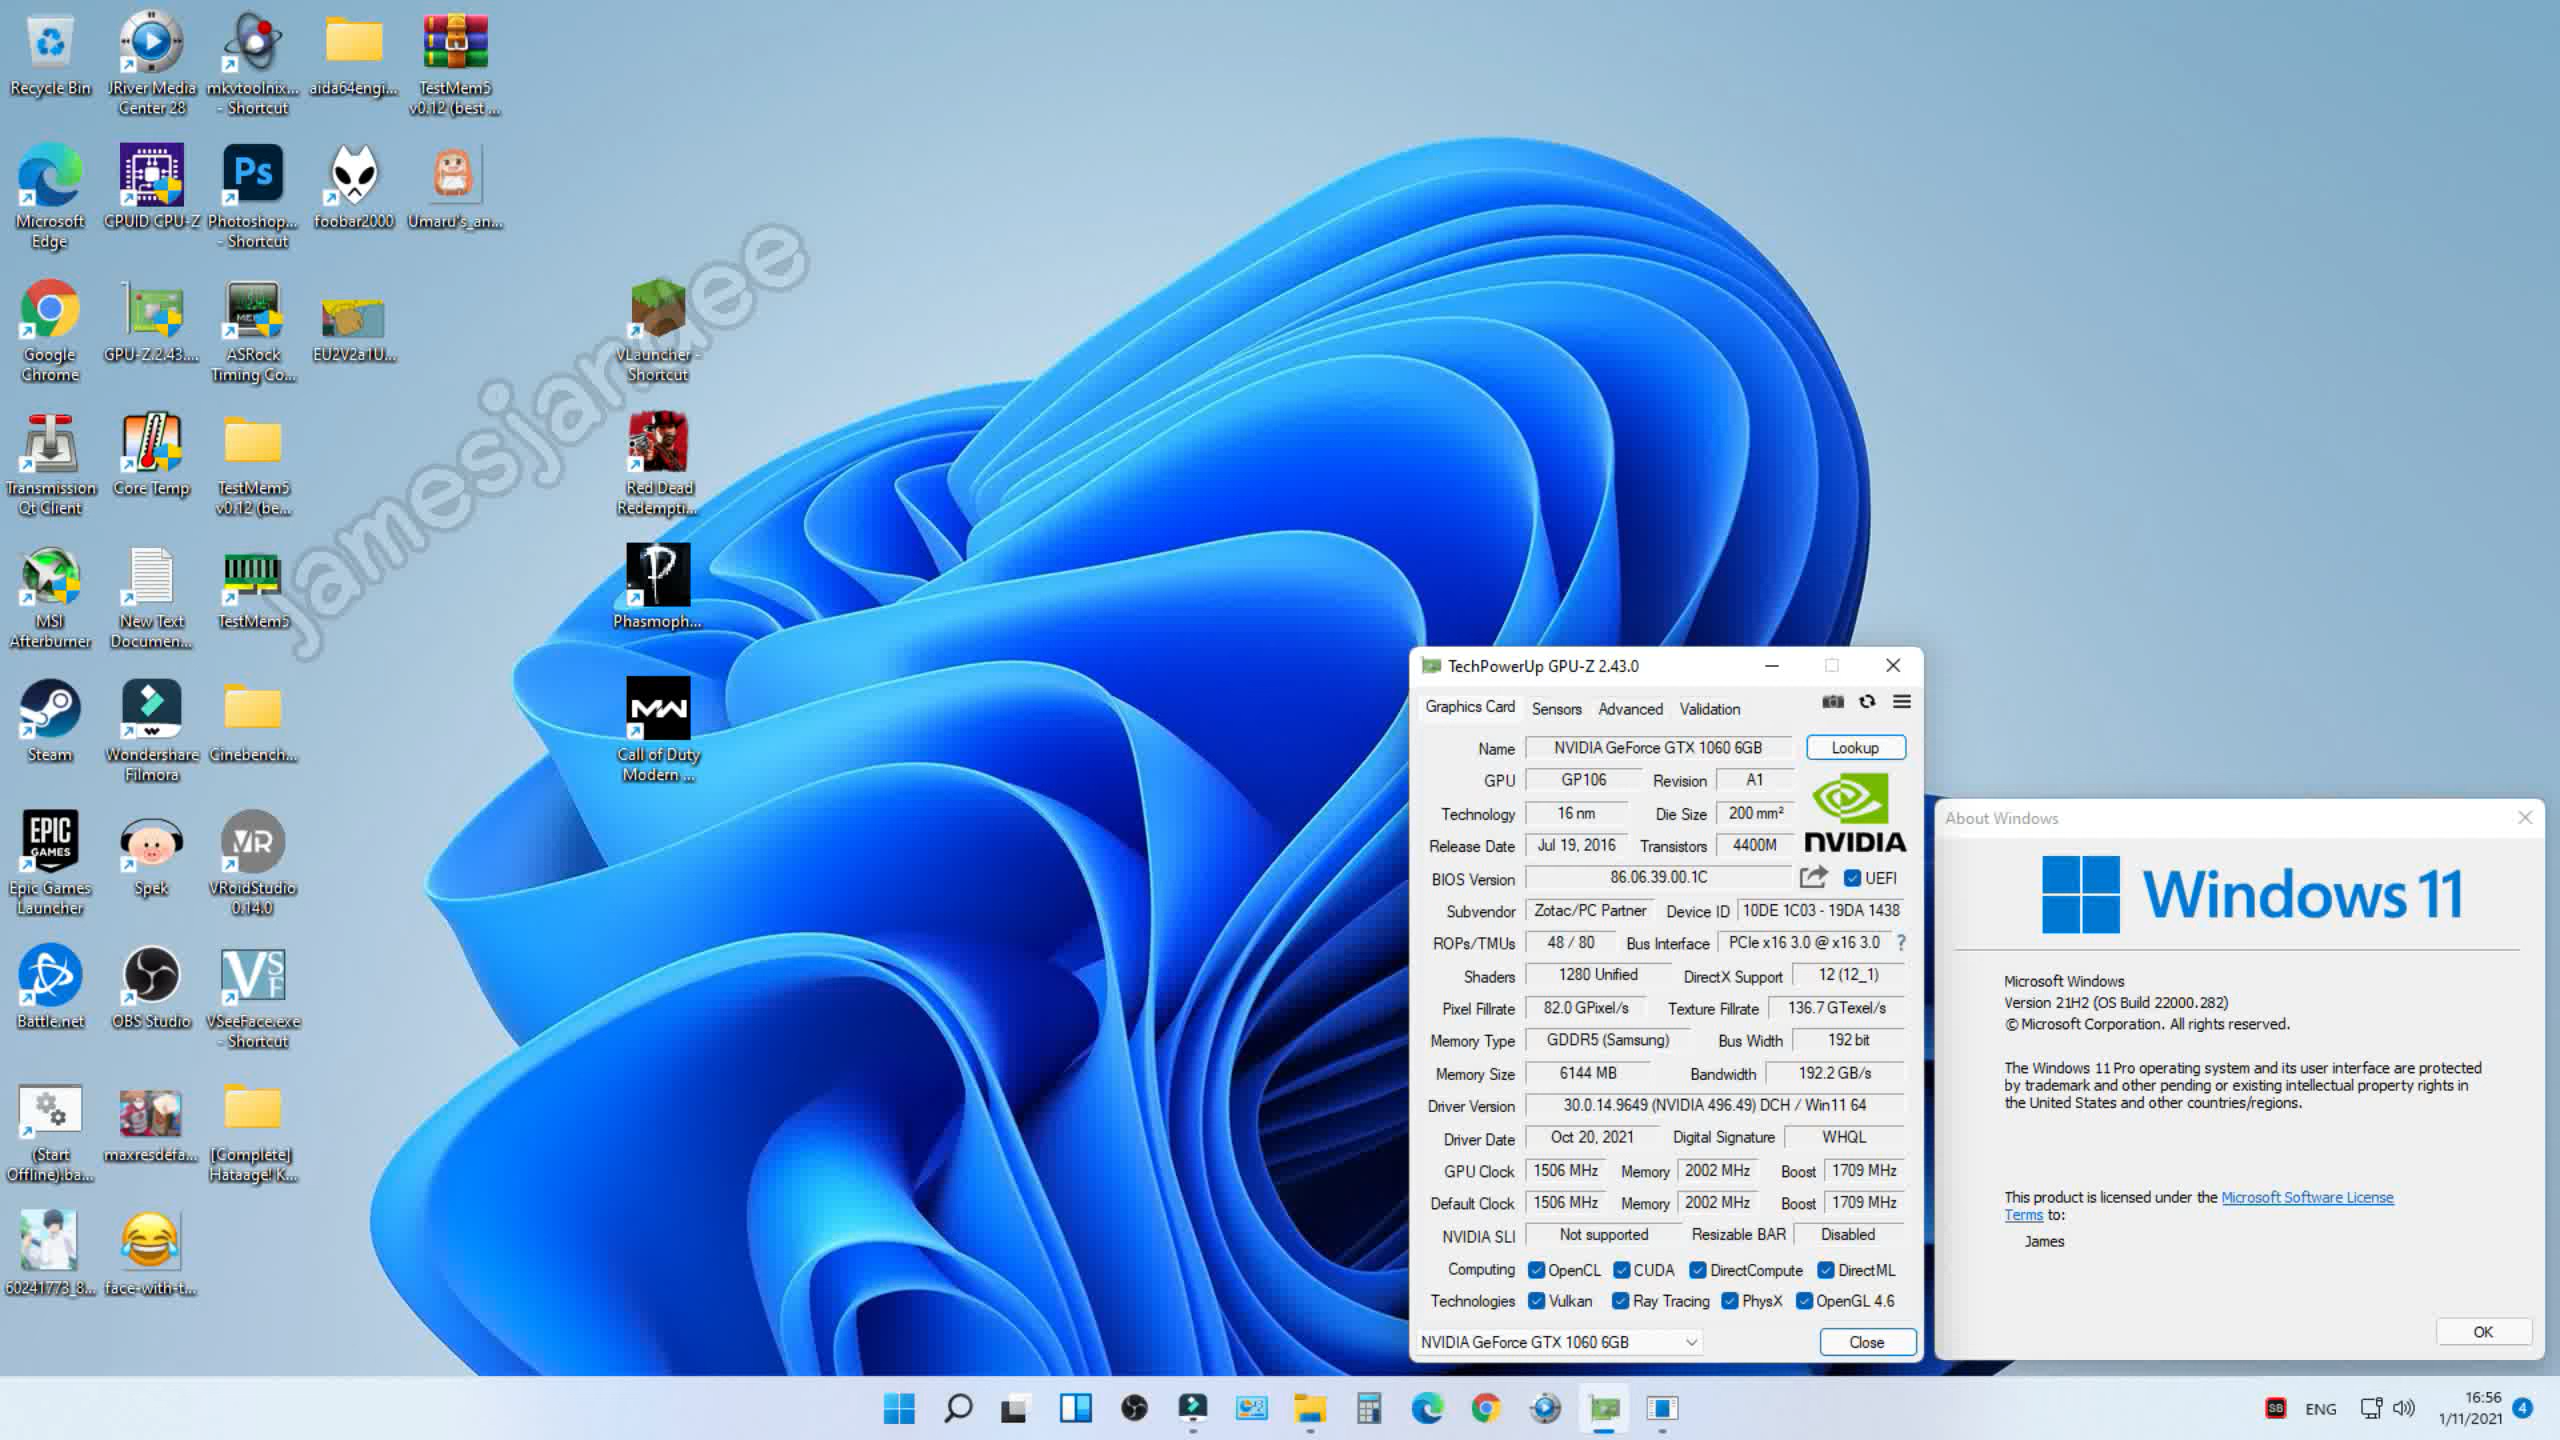 Recycle Bin
JRiver Media
Center 28
mkvtoolnix...
- Shortcut
aida64engi...
TestMem5
v0.12 (best ...
Microsoft
Edge
CPUID CPU-Z
Ps
Photoshop...
- Shortcut
foobar2000
Umaru's_an...
Google
Chrome
GPU-Z.2.43....
ASRock
Timing Co...
EU2V2a1U...
VLauncher -
Shortcut
jamesjandee
Transmission
Qt Client
Core Temp
TestMem5
v0.12 (be...
Red Dead
Redempti...
MSI
Afterburner
New Text
Documen...
TestMem5
Phasmoph...
Steam
Wondershare
Filmora
Cinebench...
MW
Call of Duty
Modern ...
EPIC
GAMES
Epic Games
Launcher
Spek
VR
VRoidStudio
0.14.0
Battle.net
OBS Studio
VSF
VSeeFace.exe
- Shortcut
(Start
Offline).ba...
maxresdefa...
[Complete]
Hataage! K...
60241773_8...
face-with-t...
TechPowerUp GPU-Z 2.43.0
Graphics Card Sensors Advanced Validation
Name NVIDIA GeForce GTX 1060 6GB Lookup
GPU GP106 Revision A1
Technology 16 nm Die Size 200 mm²
Release Date Jul 19, 2016 Transistors 4400M
NVIDIA
BIOS Version 86.06.39.00.1C UEFI
Subvendor Zotac/PC Partner Device ID 10DE 1C03 - 19DA 1438
ROPs/TMUs 48 / 80 Bus Interface PCIe x16 3.0 @ x16 3.0 ?
Shaders 1280 Unified DirectX Support 12 (12_1)
Pixel Fillrate 82.0 GPixel/s Texture Fillrate 136.7 GTexel/s
Memory Type GDDR5 (Samsung) Bus Width 192 bit
Memory Size 6144 MB Bandwidth 192.2 GB/s
Driver Version 30.0.14.9649 (NVIDIA 496.49) DCH / Win11 64
Driver Date Oct 20, 2021 Digital Signature WHQL
GPU Clock 1506 MHz Memory 2002 MHz Boost 1709 MHz
Default Clock 1506 MHz Memory 2002 MHz Boost 1709 MHz
NVIDIA SLI Not supported Resizable BAR Disabled
Computing OpenCL CUDA DirectCompute DirectML
Technologies Vulkan Ray Tracing PhysX OpenGL 4.6
NVIDIA GeForce GTX 1060 6GB Close
About Windows
Windows 11
Microsoft Windows
Version 21H2 (OS Build 22000.282)
© Microsoft Corporation. All rights reserved.
The Windows 11 Pro operating system and its user interface are protected
by trademark and other pending or existing intellectual property rights in
the United States and other countries/regions.
This product is licensed under the Microsoft Software License
Terms to:
James
OK
SB ENG
16:56
1/11/2021
4